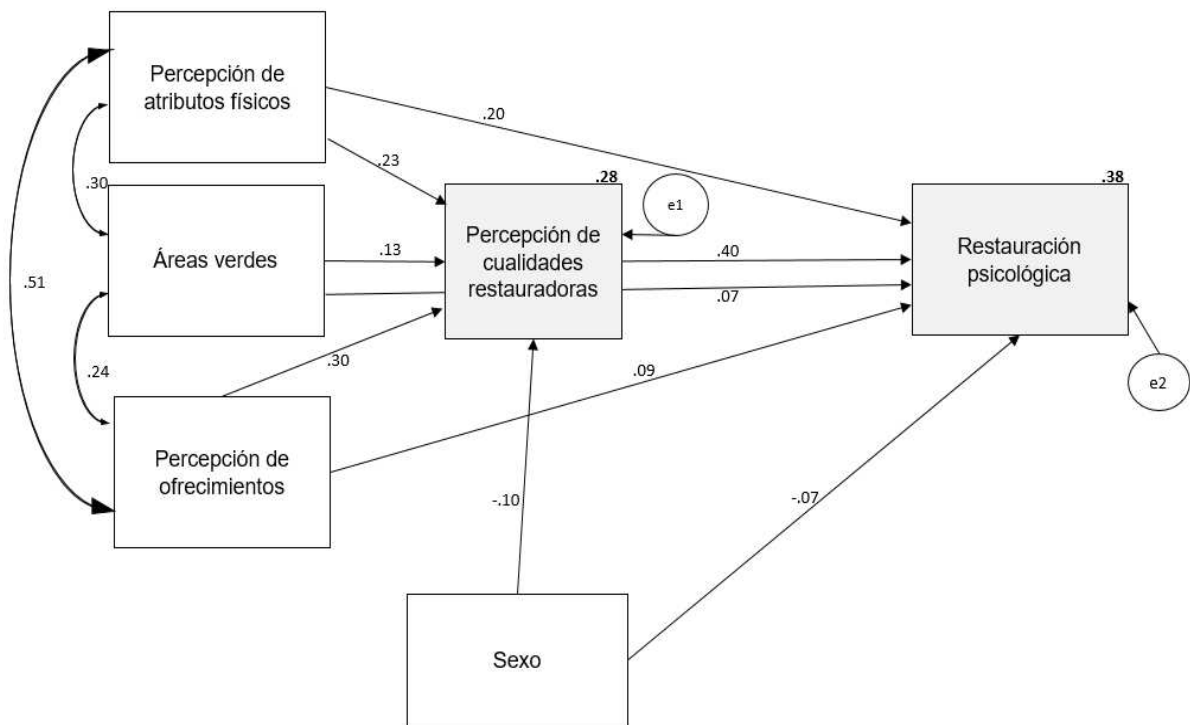 Percepción de
atributos físicos
.20
.23
.30
.28
e1
.38
Áreas verdes
.13
Percepción de
cualidades
restauradoras
.40
.07
Restauración
psicológica
.51
.24
.30
.09
e2
Percepción de
ofrecimientos
-.10
-.07
Sexo